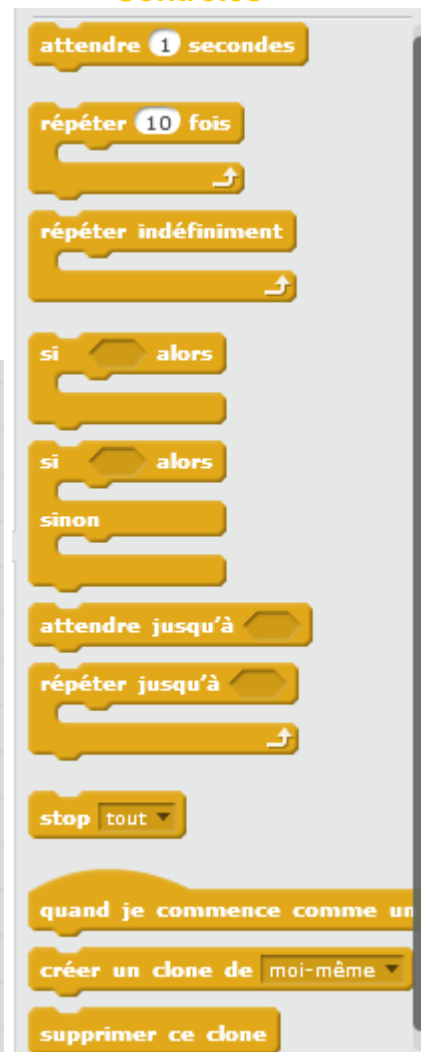 attendre 1 secondes
répéter 10 fois
répéter indéfiniment
si alors
si alors
sinon
attendre jusqu'à
répéter jusqu'à
stop tout
quand je commence comme un
créer un clone de moi-même
supprimer ce clone